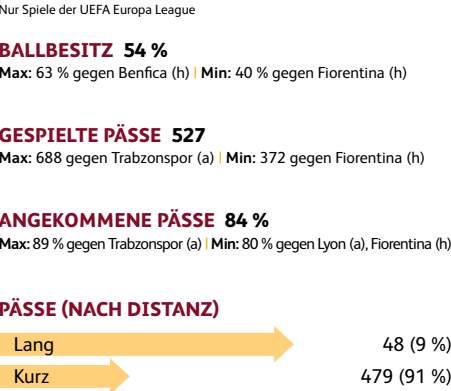 Nur Spiele der UEFA Europa League
BALLBESITZ 54 %
Max: 63 % gegen Benfica (h) | Min: 40 % gegen Fiorentina (h)
GESPIELTE PÄSSE 527
Max: 688 gegen Trabzonspor (a) | Min: 372 gegen Fiorentina (h)
ANGEKOMMENE PÄSSE 84 %
Max: 89 % gegen Trabzonspor (a) | Min: 80 % gegen Lyon (a), Fiorentina (h)
PÄSSE (NACH DISTANZ)
Lang 48 (9 %)
Kurz 479 (91 %)